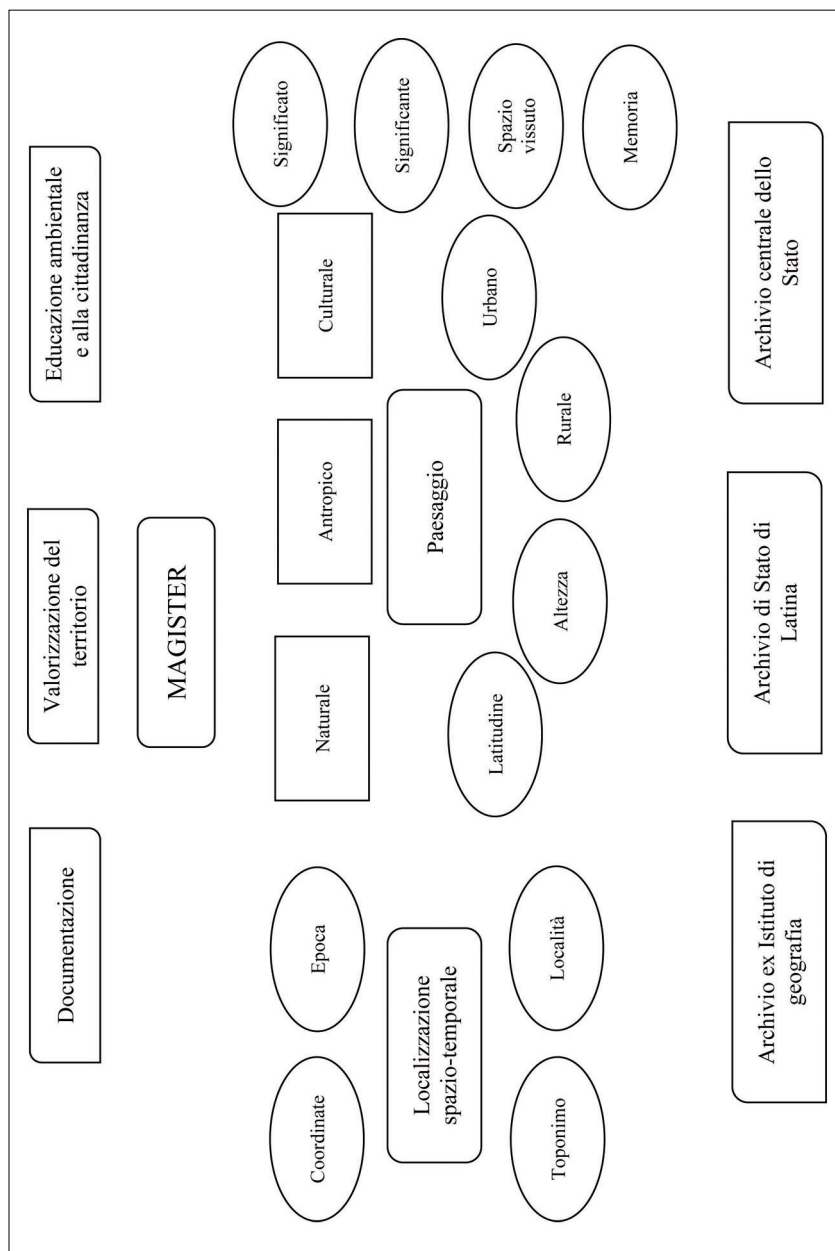 Documentazione
Valorizzazione del
territorio
Educazione ambientale
e alla cittadinanza
MAGISTER
Coordinate
Epoca
Naturale
Antropico
Culturale
Significato
Significante
Localizzazione
spazio-temporale
Paesaggio
Spazio
vissuto
Toponimo
Località
Latitudine
Altezza
Rurale
Urbano
Memoria
Archivio ex Istituto di
geografia
Archivio di Stato di
Latina
Archivio centrale dello
Stato